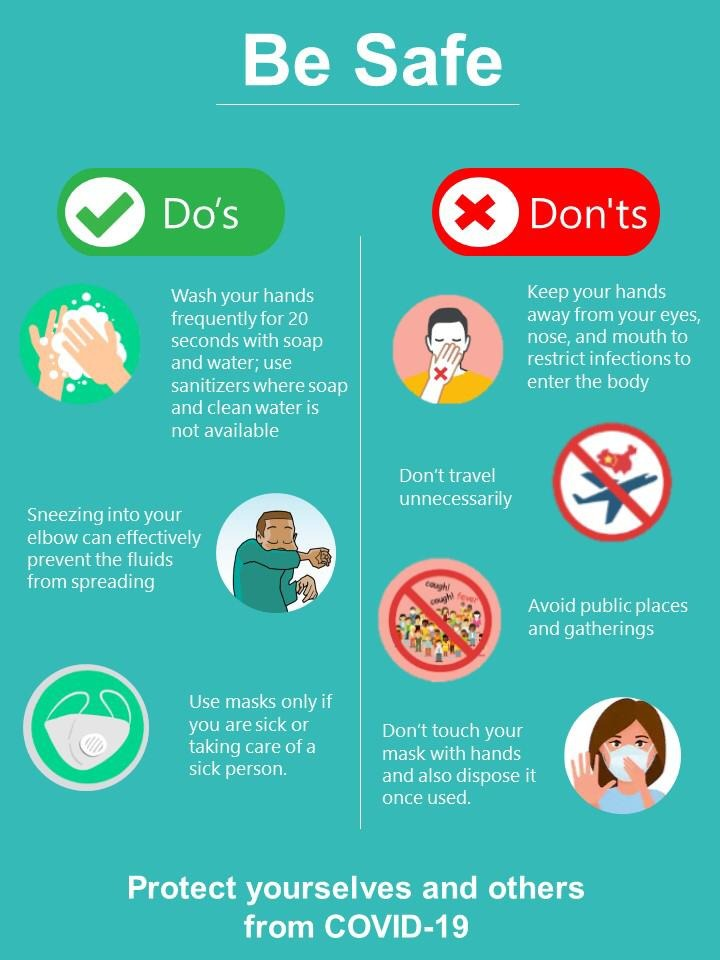 Be Safe
Do's
Wash your hands
frequently for 20
seconds with soap
and water; use
sanitizers where soap
and clean water is
not available
Sneezing into your
elbow can effectively
prevent the fluids
from spreading
Use masks only if
you are sick or
taking care of a
sick person.
Don'ts
Keep your hands
away from your eyes,
nose, and mouth to
restrict infections to
enter the body
Don't travel
unnecessarily
cough!
cough! fever
Avoid public places
and gatherings
Don't touch your
mask with hands
and also dispose it
once used.
Protect yourselves and others
from COVID-19